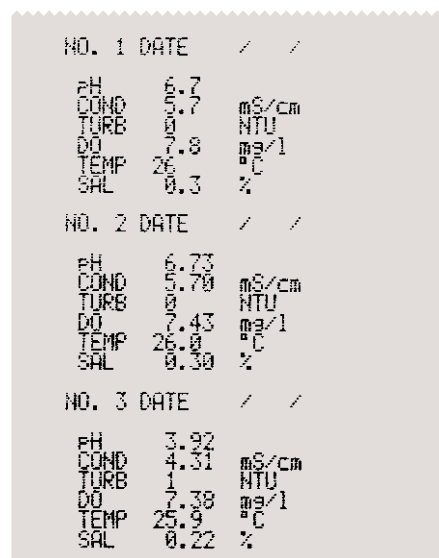 NO. 1 DATE / /
pH 6.7
COND 5.7 mS/cm
TURB 0 NTU
DO 7.8 mg/l
TEMP 26 °C
SAL 0.3 %
NO. 2 DATE / /
pH 6.73
COND 5.70 mS/cm
TURB 0 NTU
DO 7.43 mg/l
TEMP 26.0 °C
SAL 0.30 %
NO. 3 DATE / /
pH 3.92
COND 4.31 mS/cm
TURB 1 NTU
DO 7.38 mg/l
TEMP 25.9 °C
SAL 0.22 %